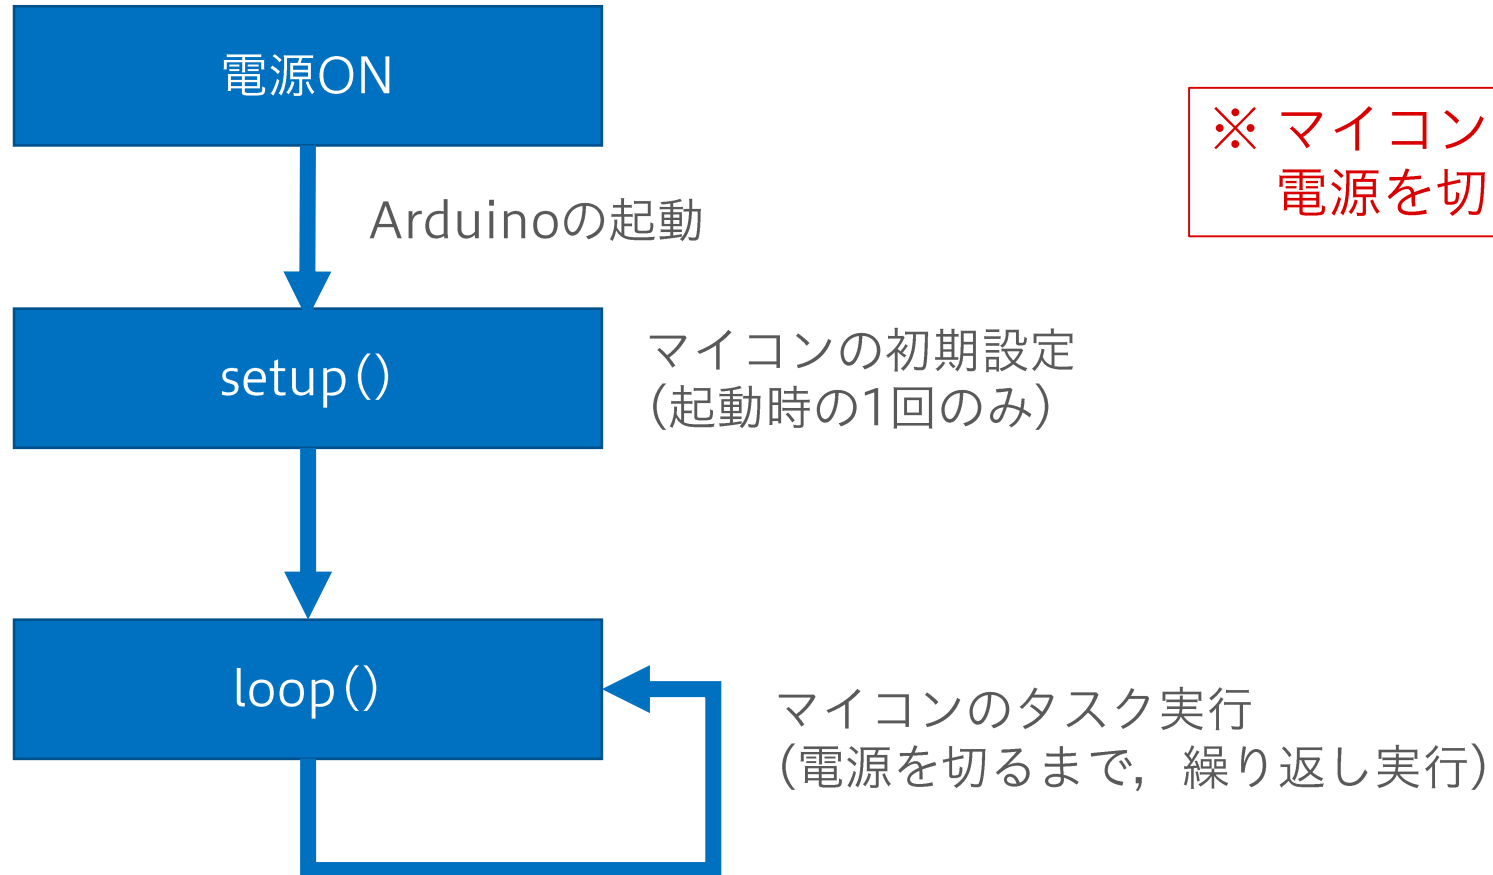 電源ON
※ マイコン
電源を切
Arduinoの起動
setup()
マイコンの初期設定
(起動時の1回のみ)
loop()
マイコンのタスク実行
(電源を切るまで，繰り返し実行)